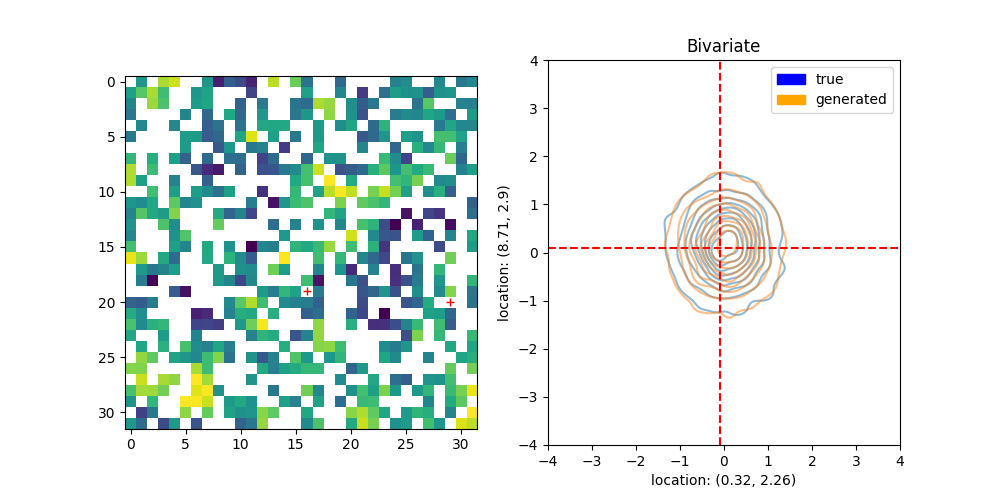 Bivariate
true
generated
4
3
2
1
0
−1
−2
−3
−4
−4 −3 −2 −1 0 1 2 3 4
location: (8.71, 2.9)
location: (0.32, 2.26)
0
5
10
15
20
25
30
0 5 10 15 20 25 30